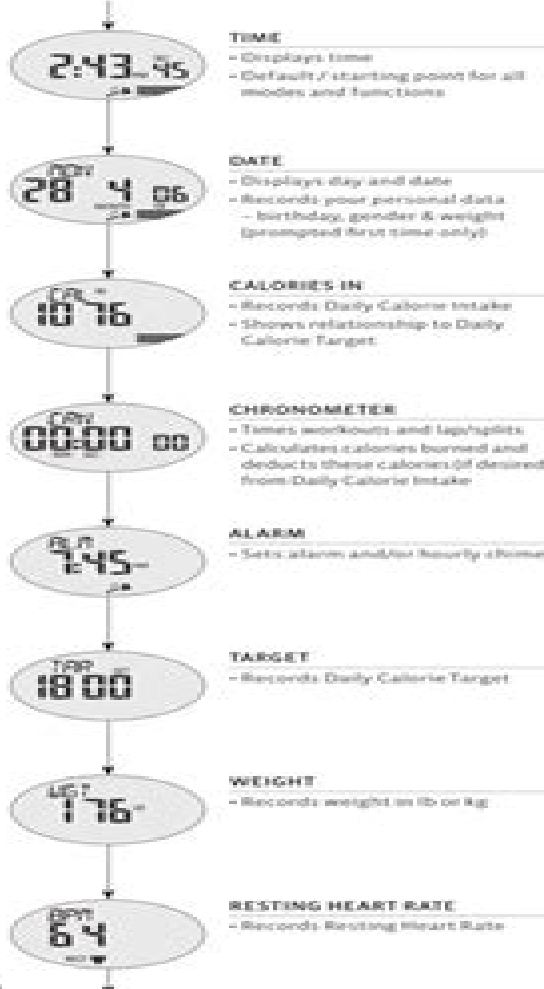 2:43 45
TIME
– Displays time
– Default / starting point for all
modes and functions
MON
28 4 06
DATE
– Displays day and date
– Records your personal data
– birthday, gender & weight
(prompted first time only)
CAL
1076
CALORIES IN
– Records Daily Calorie Intake
– Shows relationship to Daily
Calorie Target
00:00 00
CHRONOMETER
– Times workouts and lap/splits
– Calculates calories burned and
deducts these calories (if desired
from Daily Calorie Intake
ALM
7:45
ALARM
– Sets alarm and/or hourly chime
TAR
1800
TARGET
– Records Daily Calorie Target
WGT
176
WEIGHT
– Records weight in lb or kg
BPM
64
RESTING HEART RATE
– Records Resting Heart Rate